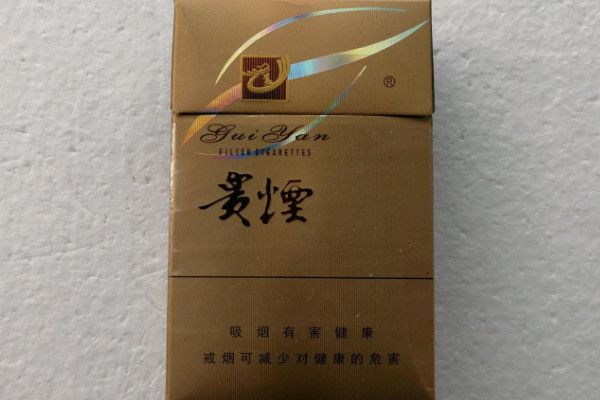 ®
Gui Yan
FILTER CIGARETTES
貴煙
吸烟有害健康
戒烟可减少对健康的危害